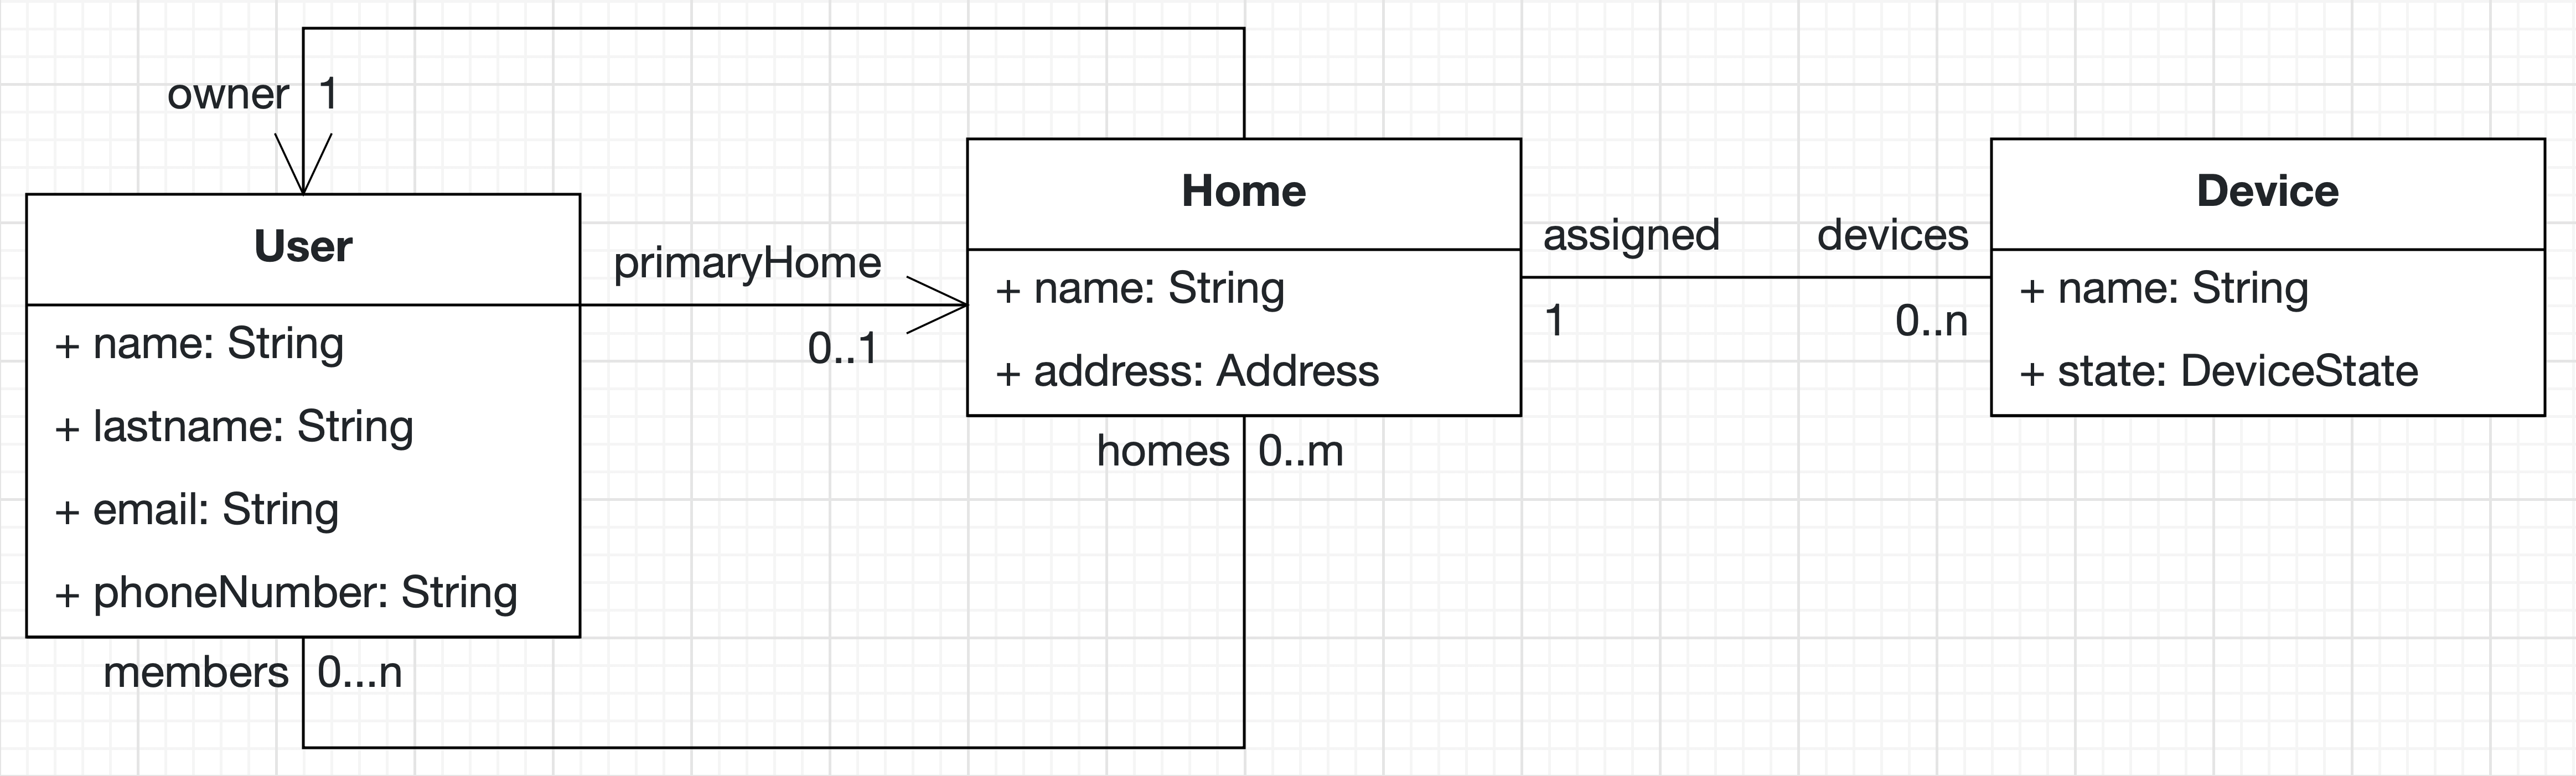 owner 1
User
+ name: String
+ lastname: String
+ email: String
+ phoneNumber: String
members 0...n
primaryHome
0..1
Home
+ name: String
+ address: Address
homes 0..m
assigned devices
1 0..n
Device
+ name: String
+ state: DeviceState